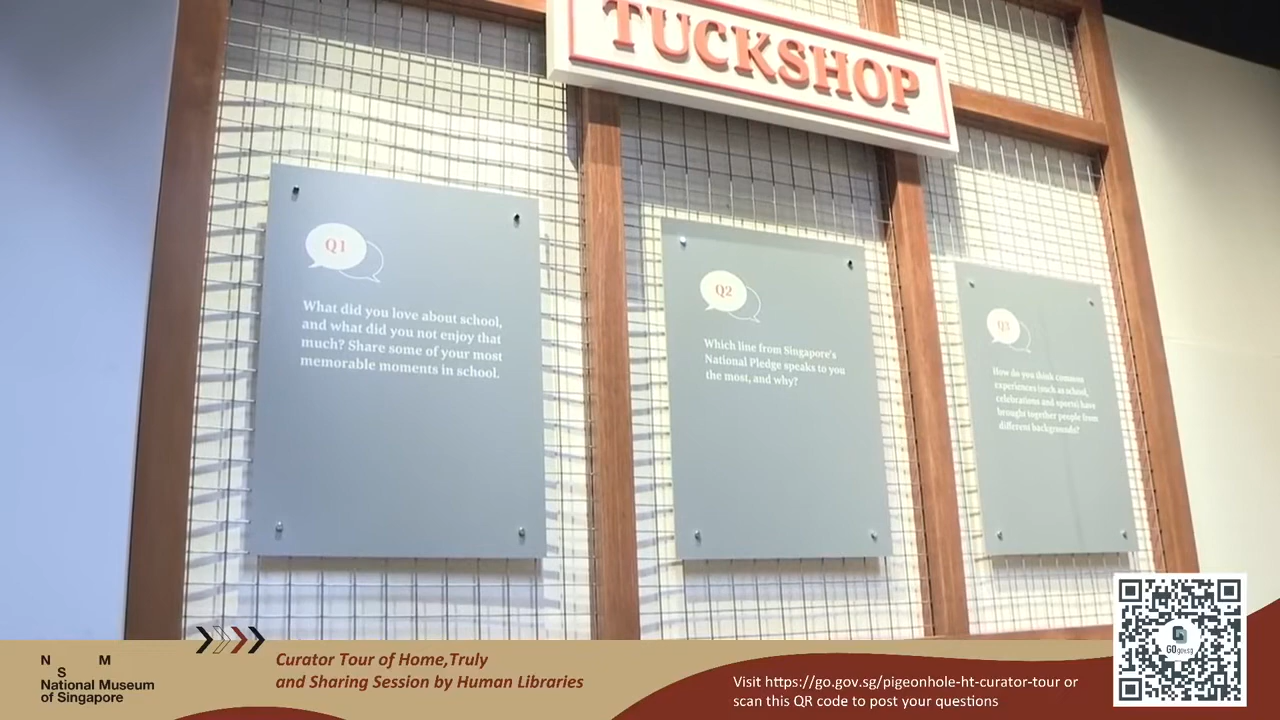 TUCKSHOP
Q1
What did you love about school,
and what did you not enjoy that
much? Share some of your most
memorable moments in school.
Q2
Which line from Singapore's
National Pledge speaks to you
the most, and why?
Q3
How do you think common
experiences (such as school,
celebrations and sports) have
brought together people from
different backgrounds?
N M
S
National Museum
of Singapore
Curator Tour of Home,Truly
and Sharing Session by Human Libraries
Visit https://go.gov.sg/pigeonhole-ht-curator-tour or
scan this QR code to post your questions
GOgov.sg